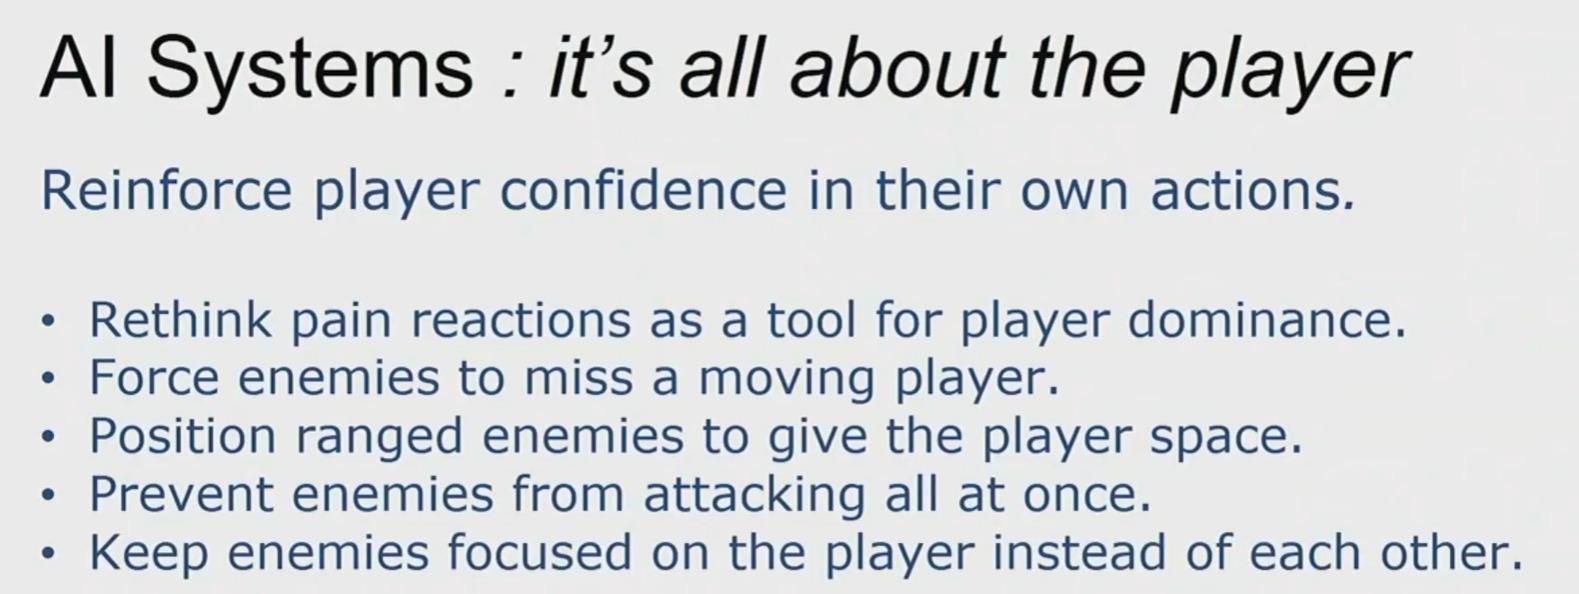 AI Systems : it's all about the player
Reinforce player confidence in their own actions.
• Rethink pain reactions as a tool for player dominance.
• Force enemies to miss a moving player.
• Position ranged enemies to give the player space.
• Prevent enemies from attacking all at once.
• Keep enemies focused on the player instead of each other.